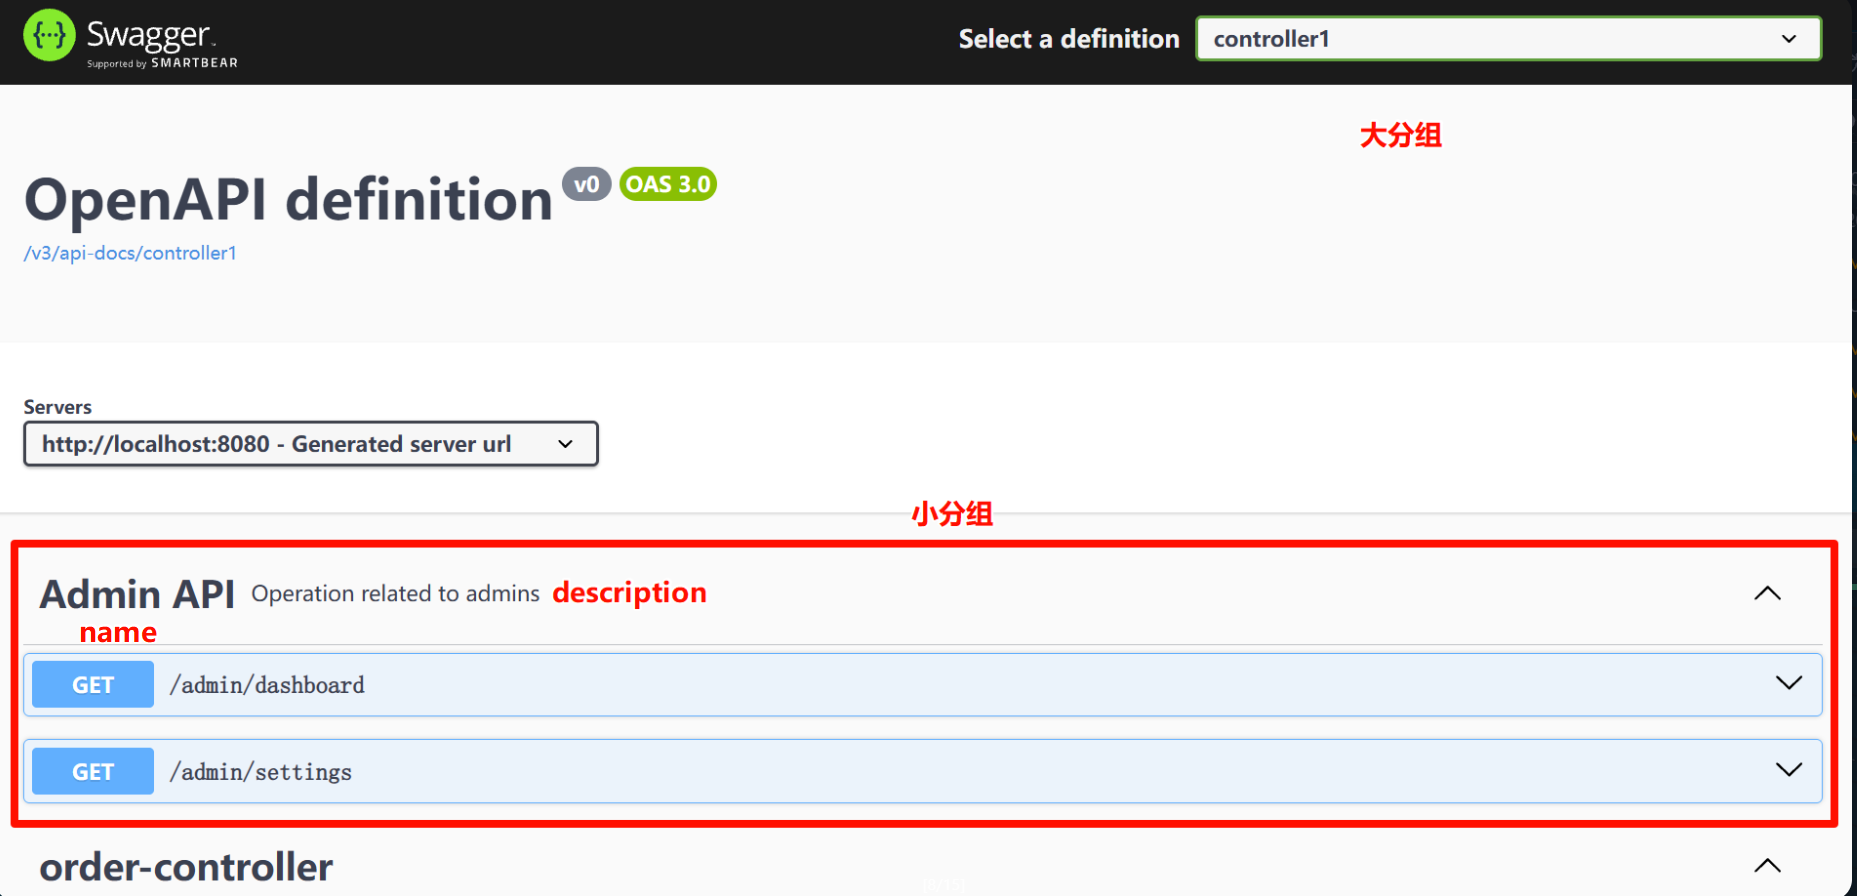 Swagger
Supported by SMARTBEAR
Select a definition
controller1
大分组
OpenAPI definition v0 OAS 3.0
/v3/api-docs/controller1
Servers
http://localhost:8080 - Generated server url
小分组
Admin API Operation related to admins description
name
GET /admin/dashboard
GET /admin/settings
order-controller